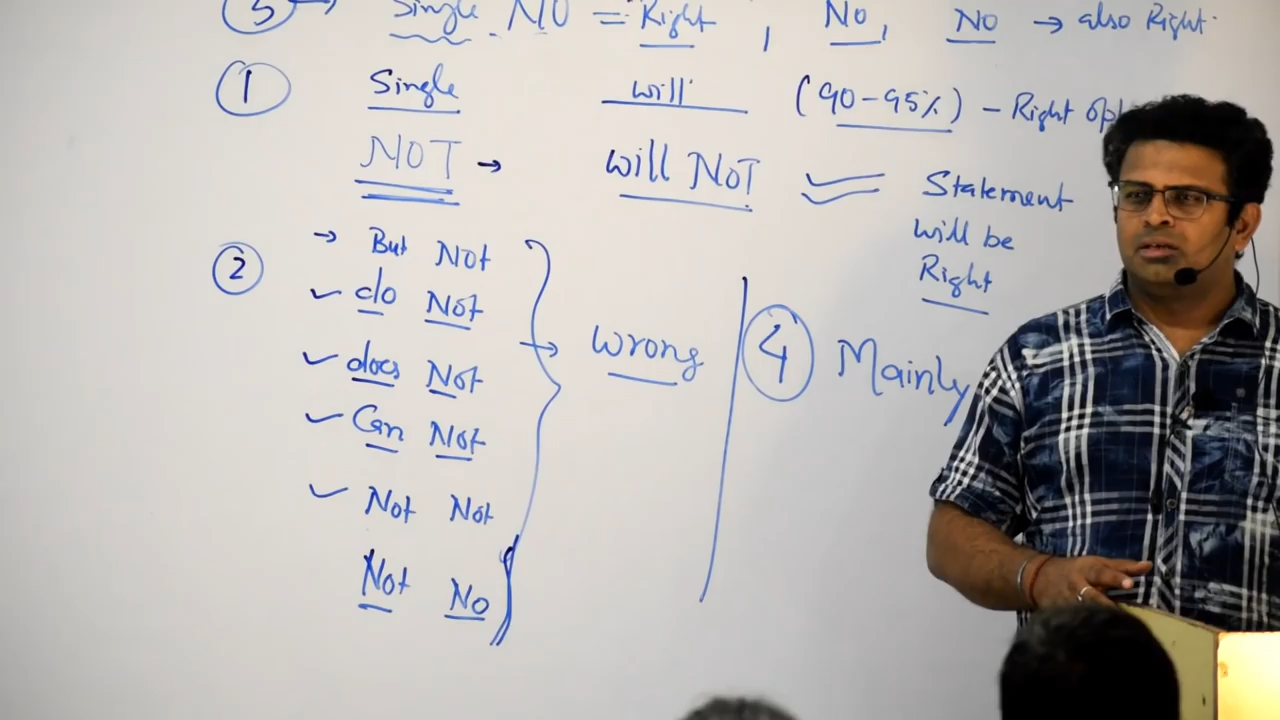 ③ → Single. NO = Right, No, No → also Right.
① Single will (90-95%) - Right
NOT → will NOT
Statement
will be
Right
② → But Not
✓ do Not
✓ does Not
→ Wrong
④ Mainly
✓ Can Not
✓ Not Not
Not No